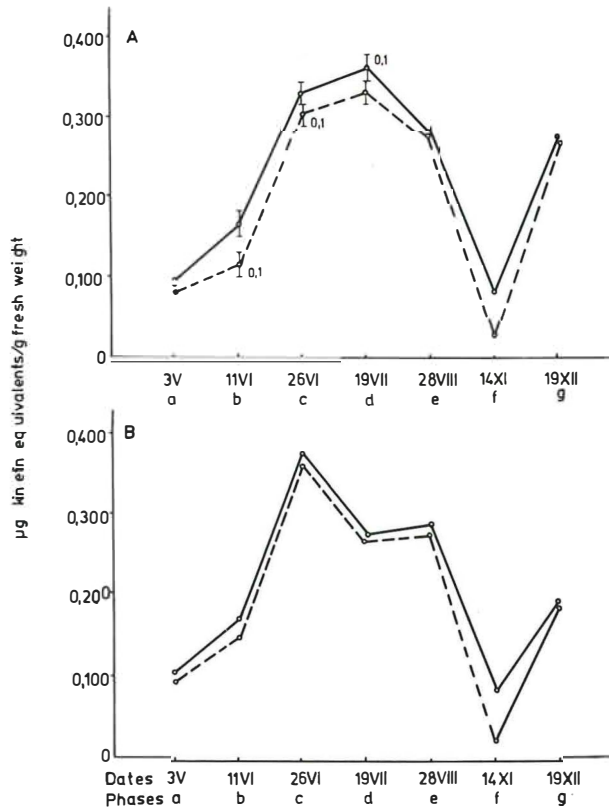 µg kinetin equivalents/g fresh weight
A
0,400
0,300
0,200
0,100
0
0,1
0,1
0,1
3V 11VI 26VI 19VII 28VIII 14XI 19XII
a b c d e f g
B
0,400
0,300
0,200
0,100
0
Dates 3V 11VI 26VI 19VII 28VIII 14XI 19XII
Phases a b c d e f g